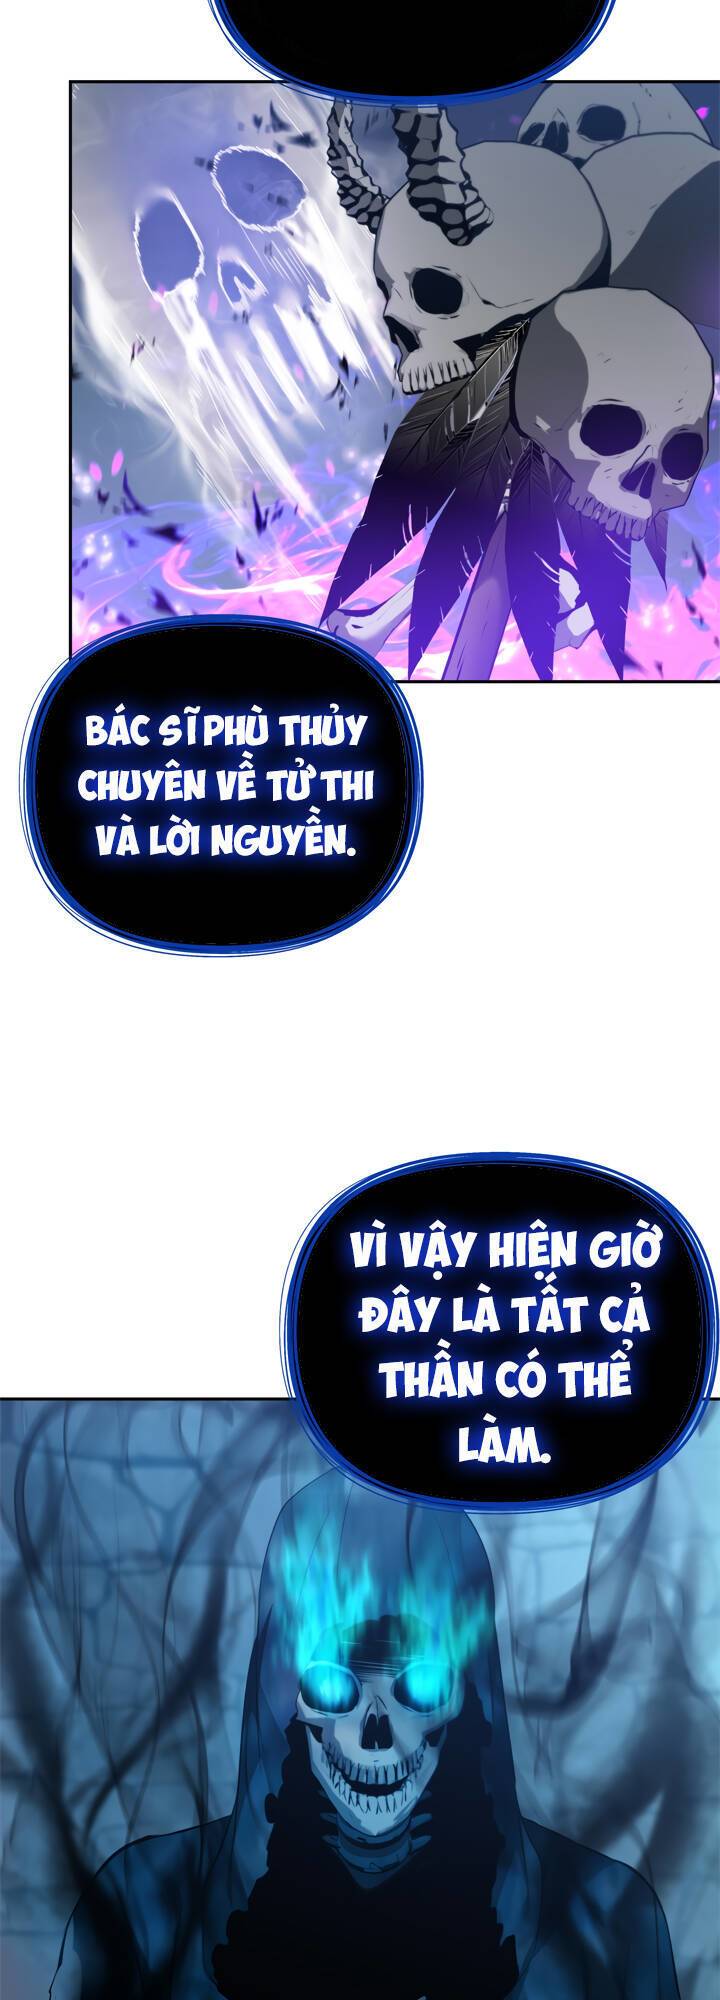 BÁC SĨ PHÙ THỦY
CHUYÊN VỀ TỬ THI
VÀ LỜI NGUYỀN.
VÌ VẬY HIỆN GIỜ
ĐÂY LÀ TẤT CẢ
THẦN CÓ THỂ
LÀM.